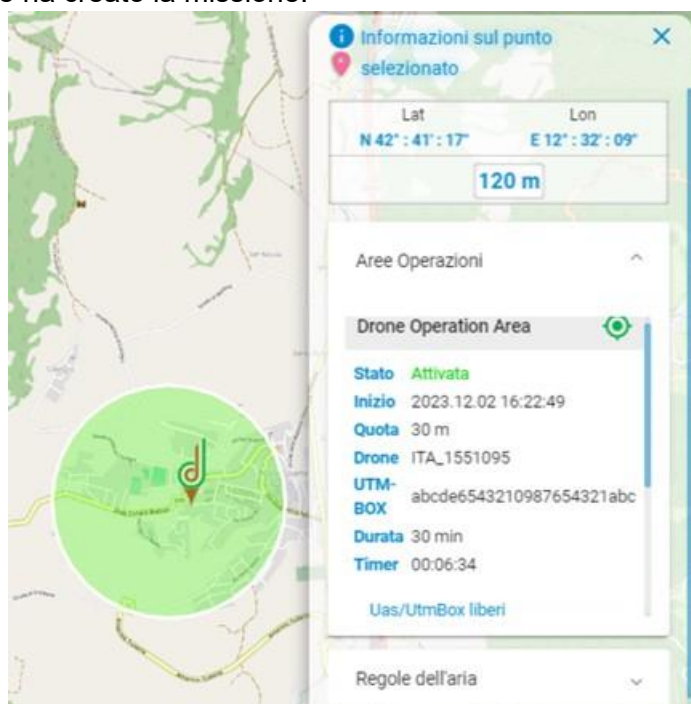 ha creato la missione.
Informazioni sul punto
selezionato
Lat Lon
N 42° : 41' : 17" E 12° : 32' : 09"
120 m
Aree Operazioni
Drone Operation Area
Stato Attivata
Inizio 2023.12.02 16:22:49
Quota 30 m
Drone ITA_1551095
UTM-
BOX abcde6543210987654321abc
Durata 30 min
Timer 00:06:34
Uas/UtmBox liberi
Regole dell'aria